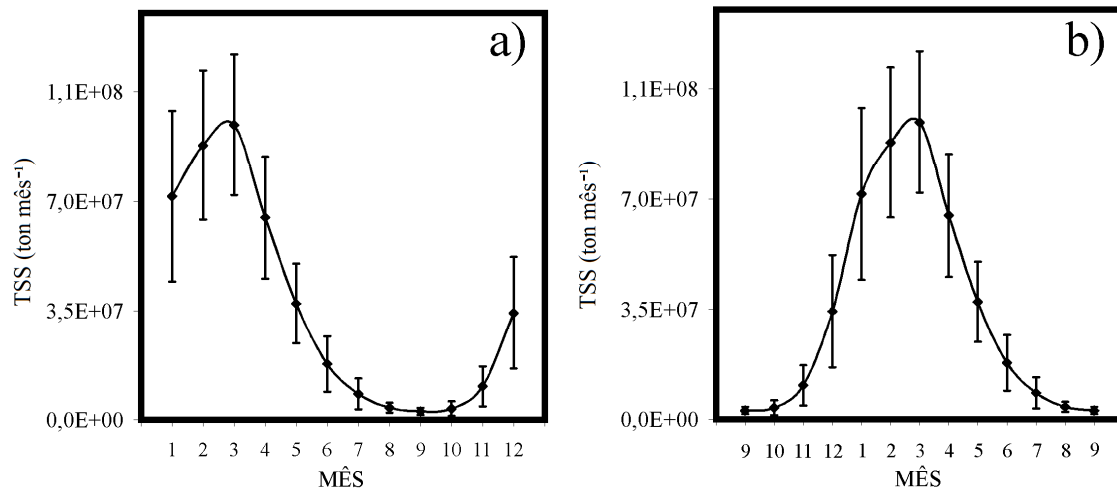 a)
1,1E+08
7,0E+07
3,5E+07
0,0E+00
TSS (ton mês⁻¹)
1 2 3 4 5 6 7 8 9 10 11 12
MÊS
b)
1,1E+08
7,0E+07
3,5E+07
0,0E+00
TSS (ton mês⁻¹)
9 10 11 12 1 2 3 4 5 6 7 8 9
MÊS